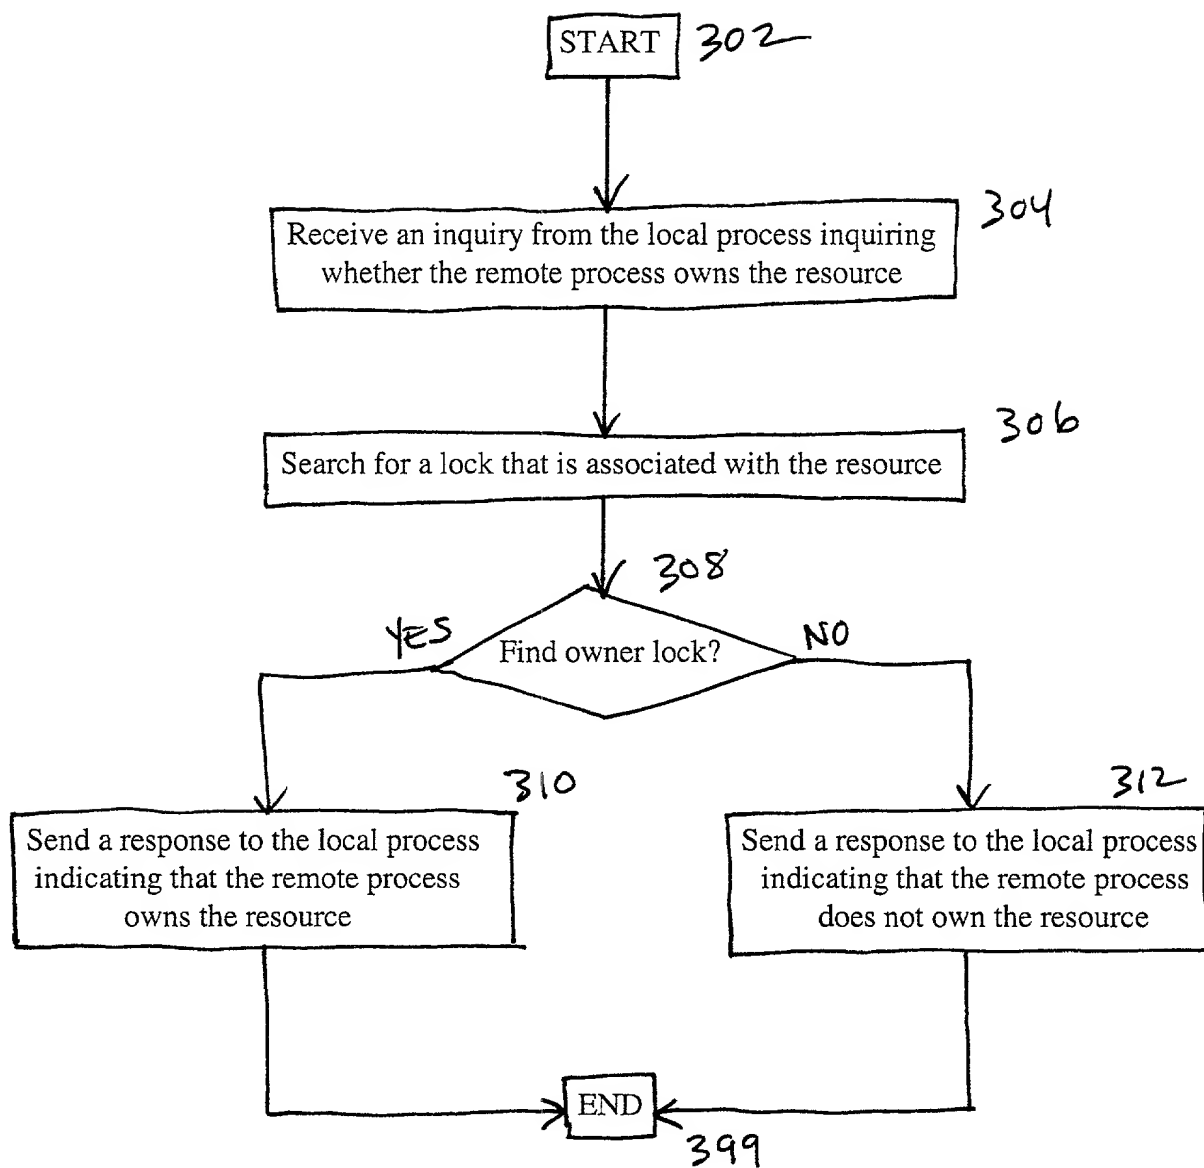 START 302
304
Receive an inquiry from the local process inquiring
whether the remote process owns the resource
306
Search for a lock that is associated with the resource
308
YES
Find owner lock?
NO
310
Send a response to the local process
indicating that the remote process
owns the resource
312
Send a response to the local process
indicating that the remote process
does not own the resource
END
399